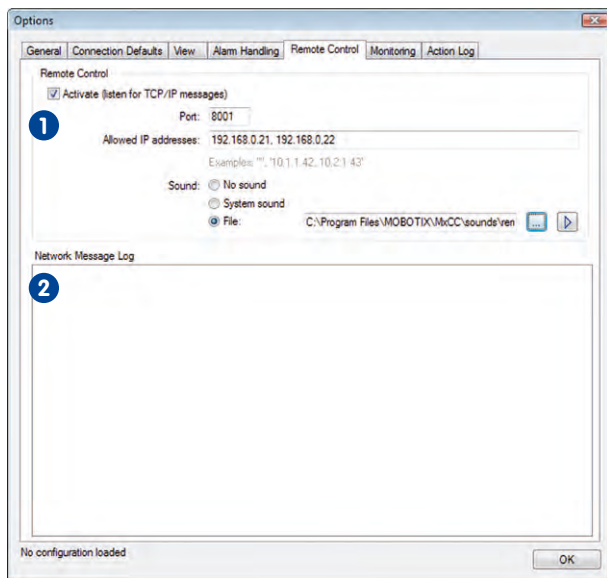 Options
General Connection Defaults View Alarm Handling Remote Control Monitoring Action Log
Remote Control
Activate (listen for TCP/IP messages)
1
Port: 8001
Allowed IP addresses: 192.168.0.21, 192.168.0.22
Examples: "*", '10.1.1.42, 10.2.1.43'
Sound: No sound
System sound
File: C:\Program Files\MOBOTIX\MxCC\sounds\ren ...
Network Message Log
2
No configuration loaded
OK